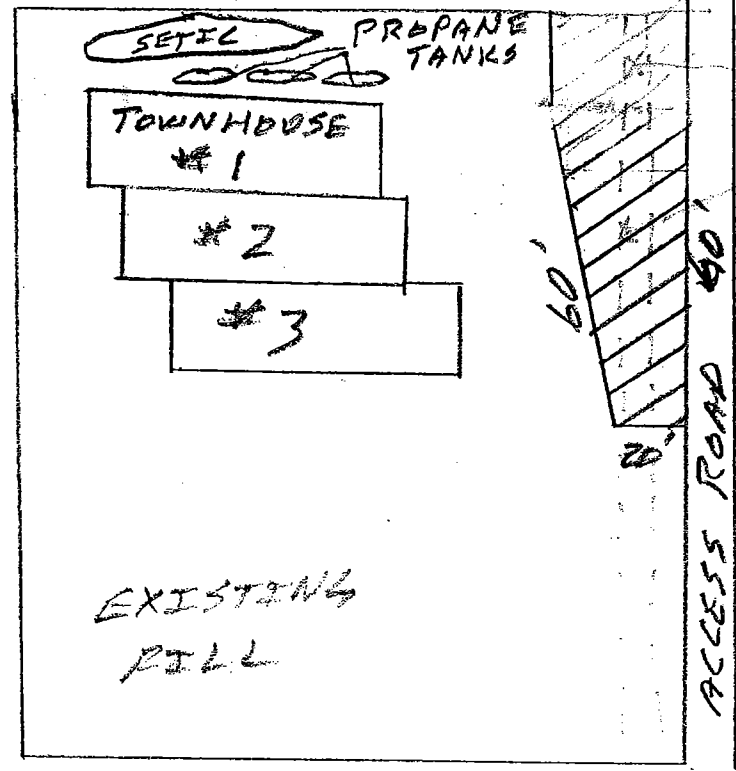 SETIC
PROPANE
TANKS
TOWNHOUSE
#1
#2
#3
60'
20'
ACCESS ROAD 60'
EXISTING
FILL